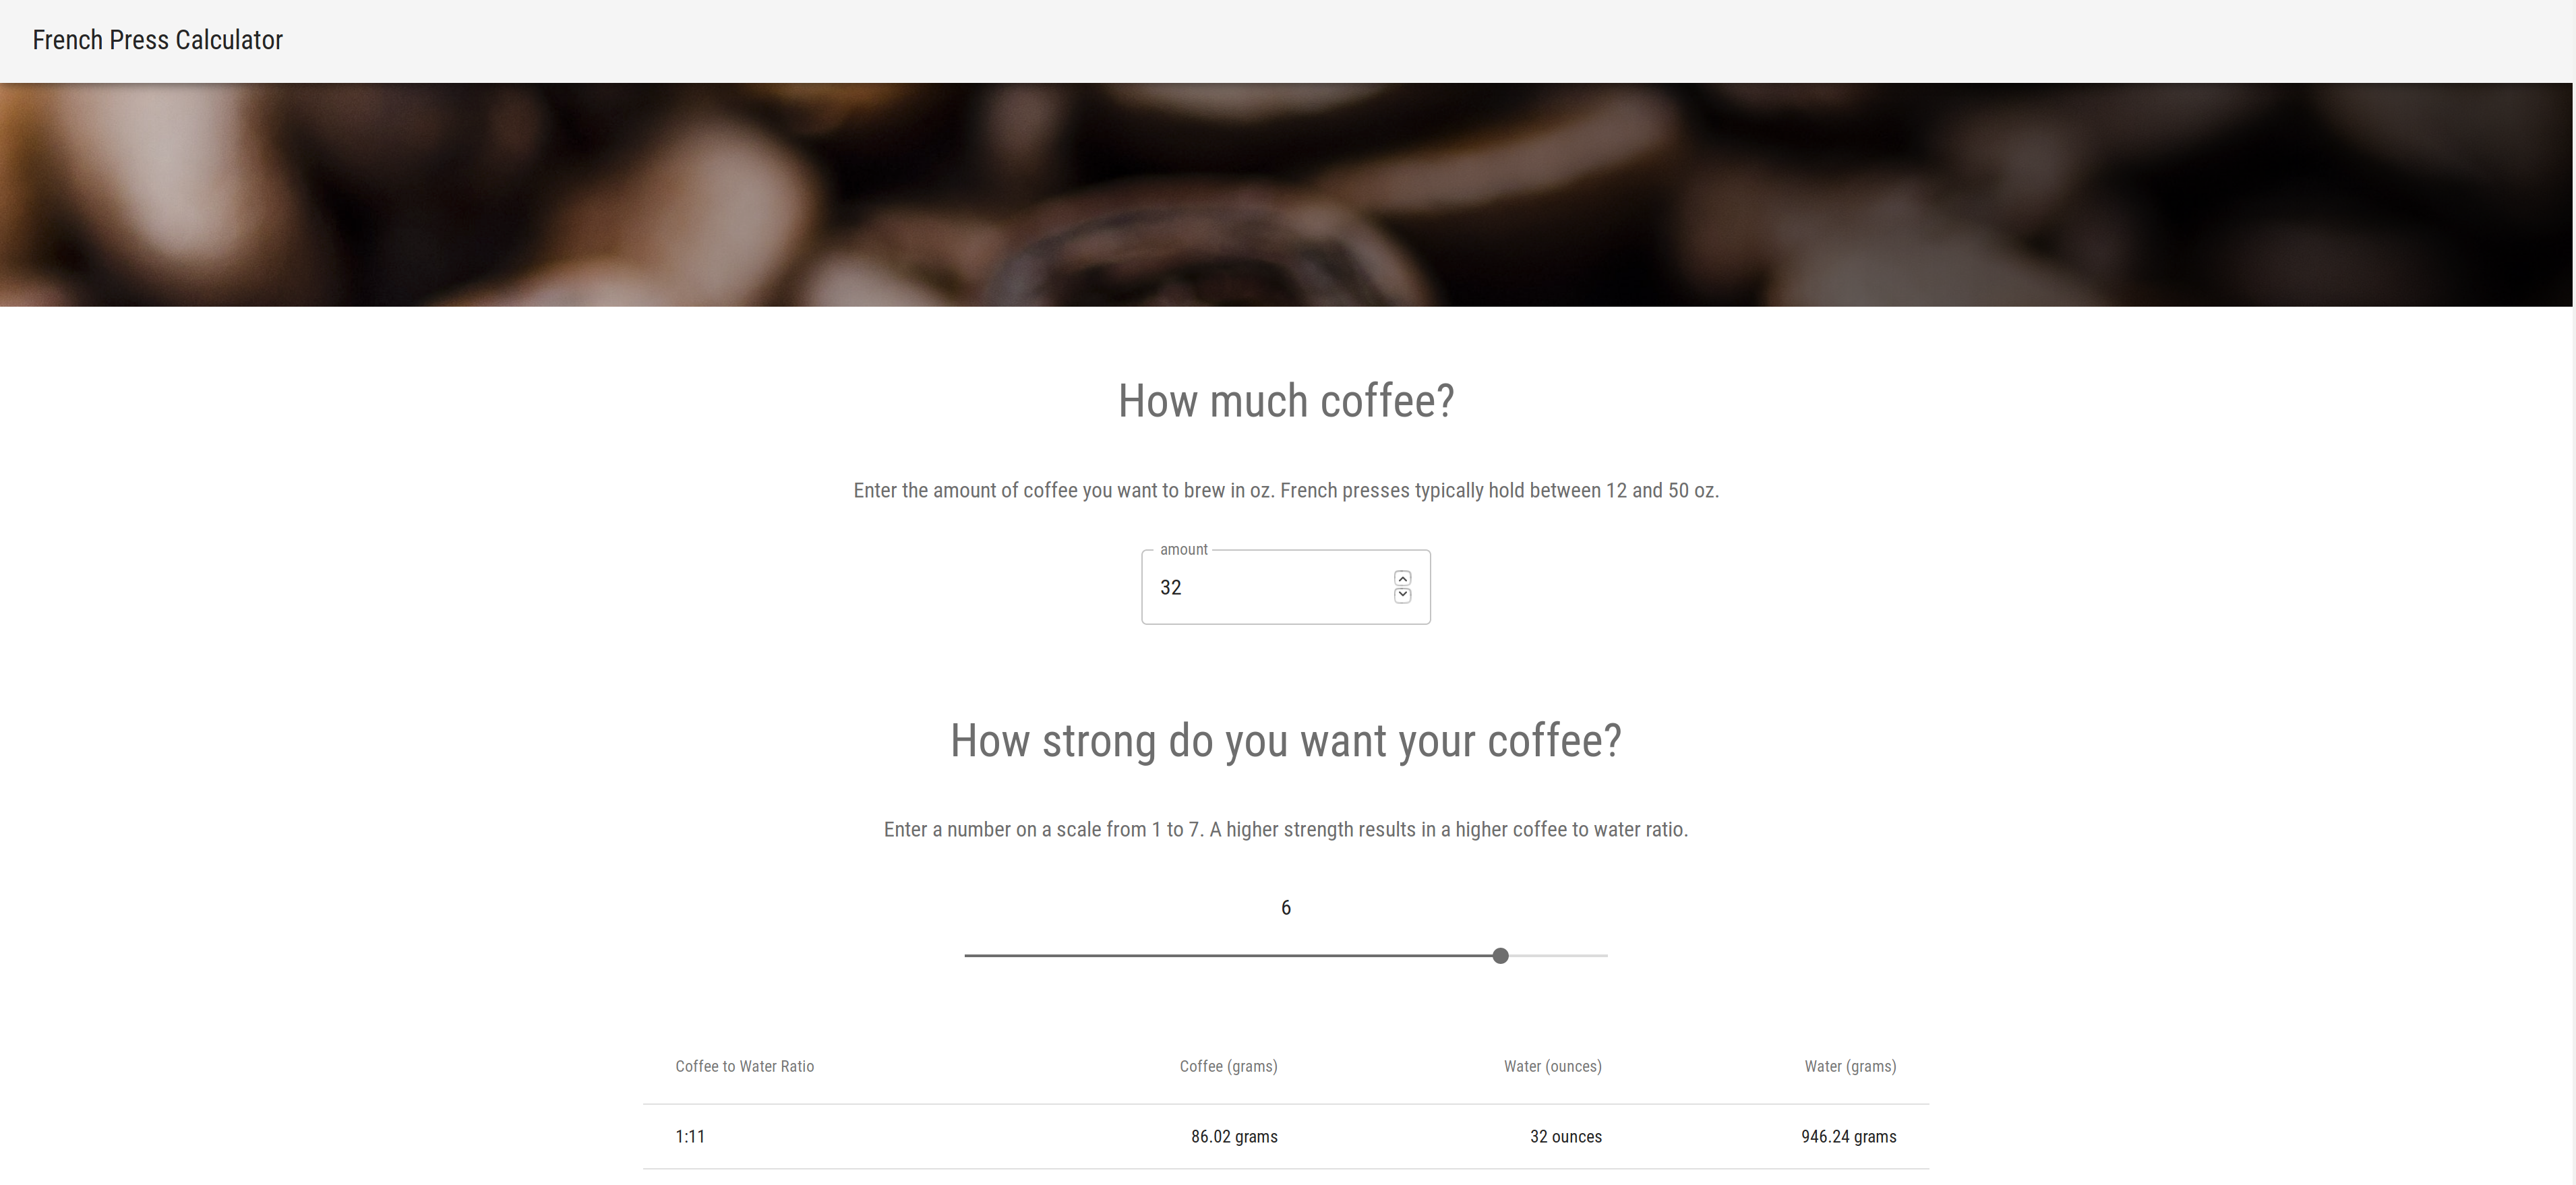 French Press Calculator
How much coffee?
Enter the amount of coffee you want to brew in oz. French presses typically hold between 12 and 50 oz.
amount
32
How strong do you want your coffee?
Enter a number on a scale from 1 to 7. A higher strength results in a higher coffee to water ratio.
6
Coffee to Water Ratio Coffee (grams) Water (ounces) Water (grams)
1:11 86.02 grams 32 ounces 946.24 grams